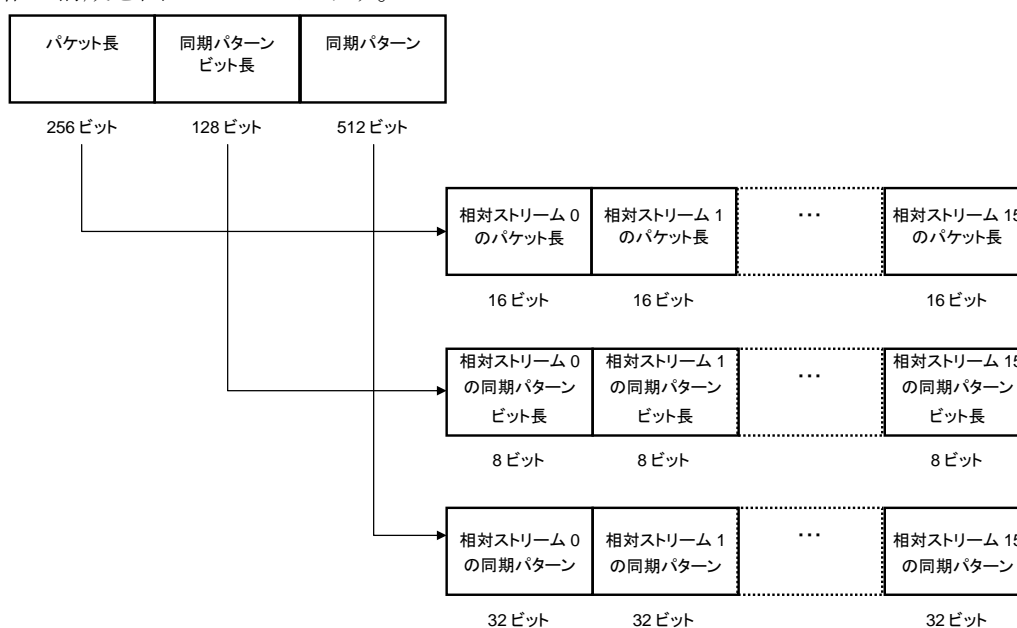 パケット長
同期パターン
ビット長
同期パターン
256 ビット
128 ビット
512 ビット
相対ストリーム 0
のパケット長
相対ストリーム 1
のパケット長
…
相対ストリーム 15
のパケット長
16 ビット
16 ビット
16 ビット
相対ストリーム 0
の同期パターン
ビット長
相対ストリーム 1
の同期パターン
ビット長
…
相対ストリーム 15
の同期パターン
ビット長
8 ビット
8 ビット
8 ビット
相対ストリーム 0
の同期パターン
相対ストリーム 1
の同期パターン
…
相対ストリーム 15
の同期パターン
32 ビット
32 ビット
32 ビット